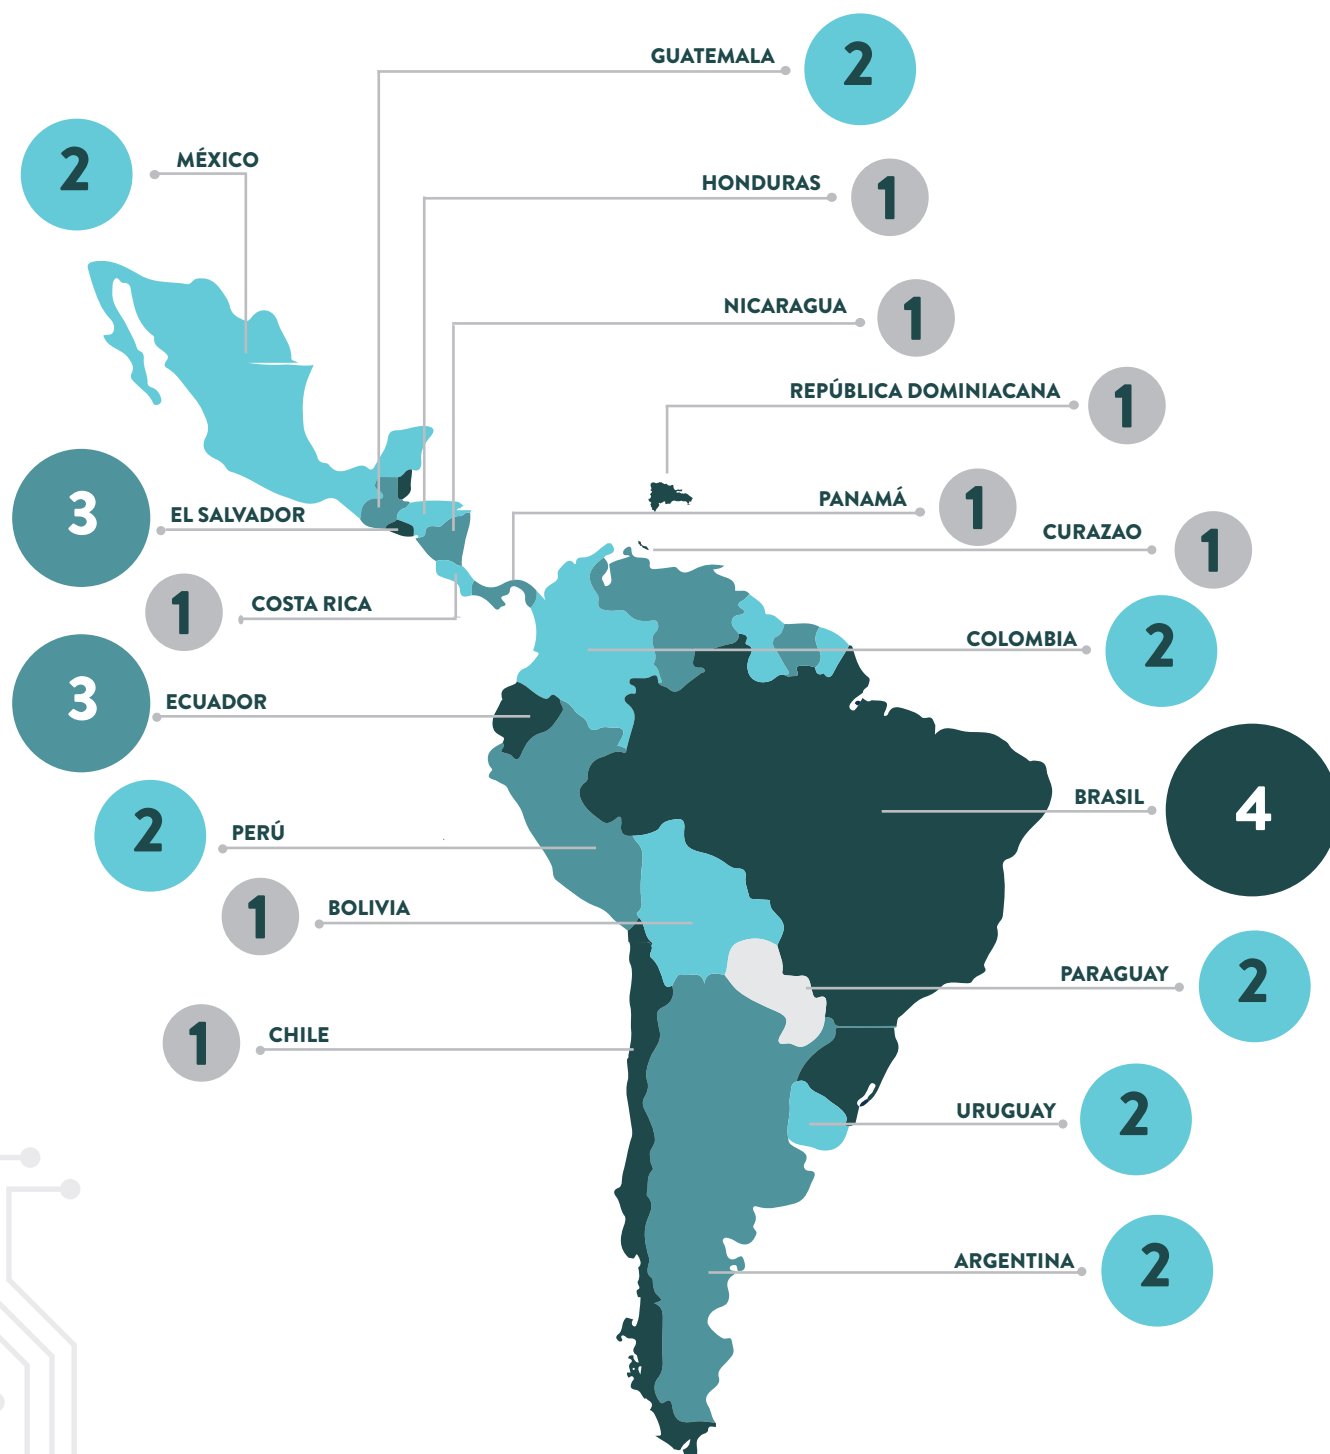 GUATEMALA
2
2
MÉXICO
HONDURAS
1
NICARAGUA
1
REPÚBLICA DOMINIACANA
1
3
EL SALVADOR
PANAMÁ
1
CURAZAO
1
1
COSTA RICA
COLOMBIA
2
3
ECUADOR
BRASIL
4
2
PERÚ
1
BOLIVIA
PARAGUAY
2
1
CHILE
URUGUAY
2
ARGENTINA
2